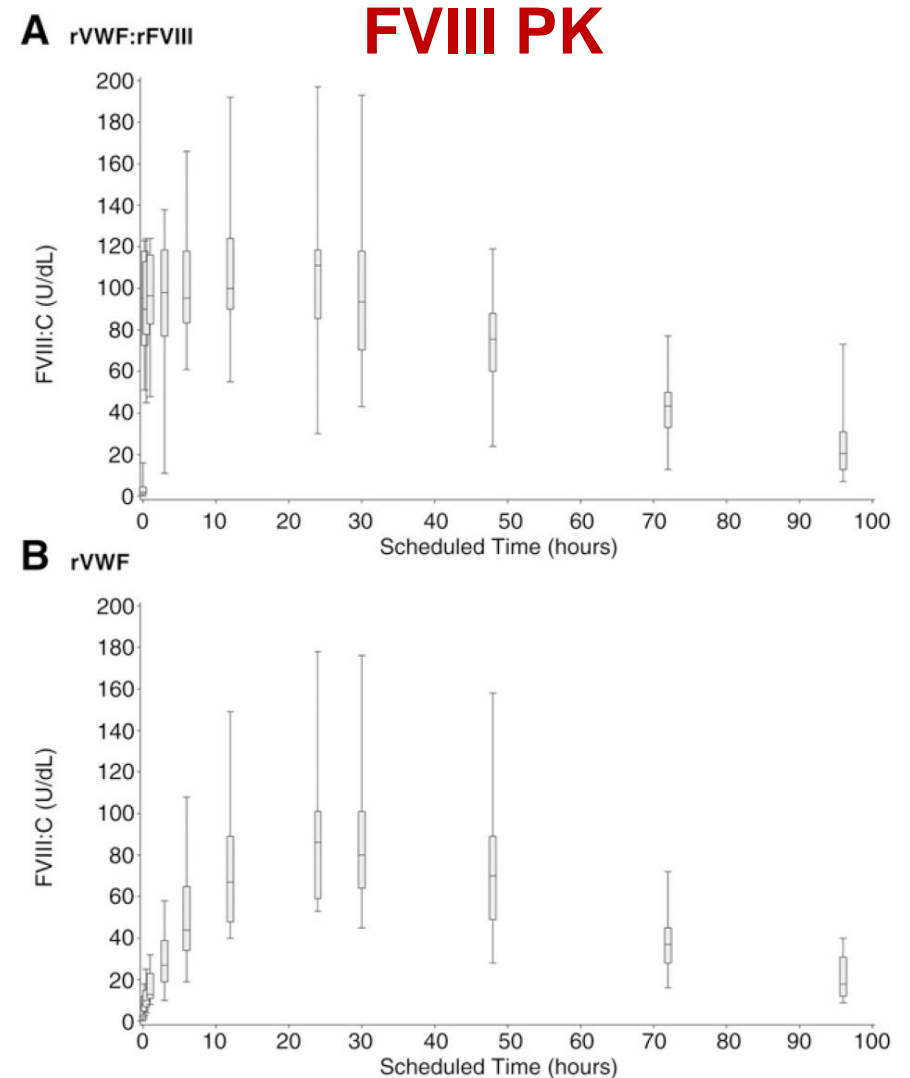 FVIII PK
A rVWF:rFVIII
200
180
160
140
120
100
80
60
40
20
0
FVIII:C (U/dL)
0 10 20 30 40 50 60 70 80 90 100
Scheduled Time (hours)
B rVWF
200
180
160
140
120
100
80
60
40
20
0
FVIII:C (U/dL)
0 10 20 30 40 50 60 70 80 90 100
Scheduled Time (hours)